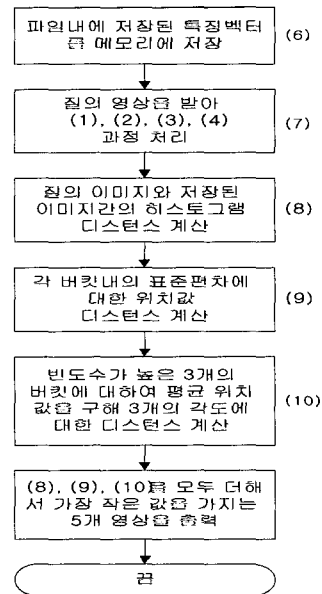 파일내에 저장된 특징벡터
를 메모리에 저장
(6)
질의 영상을 받아
(1), (2), (3), (4)
과정 처리
(7)
질의 이미지와 저장된
이미지간의 히스토그램
디스턴스 계산
(8)
각 버킷내의 표준편차에
대한 위치값
디스턴스 계산
(9)
빈도수가 높은 3개의
버킷에 대하여 평균 위치
값을 구해 3개의 각도에
대한 디스턴스 계산
(10)
(8), (9), (10)을 모두 더해
서 가장 작은 값을 가지는
5개 영상을 출력
끝